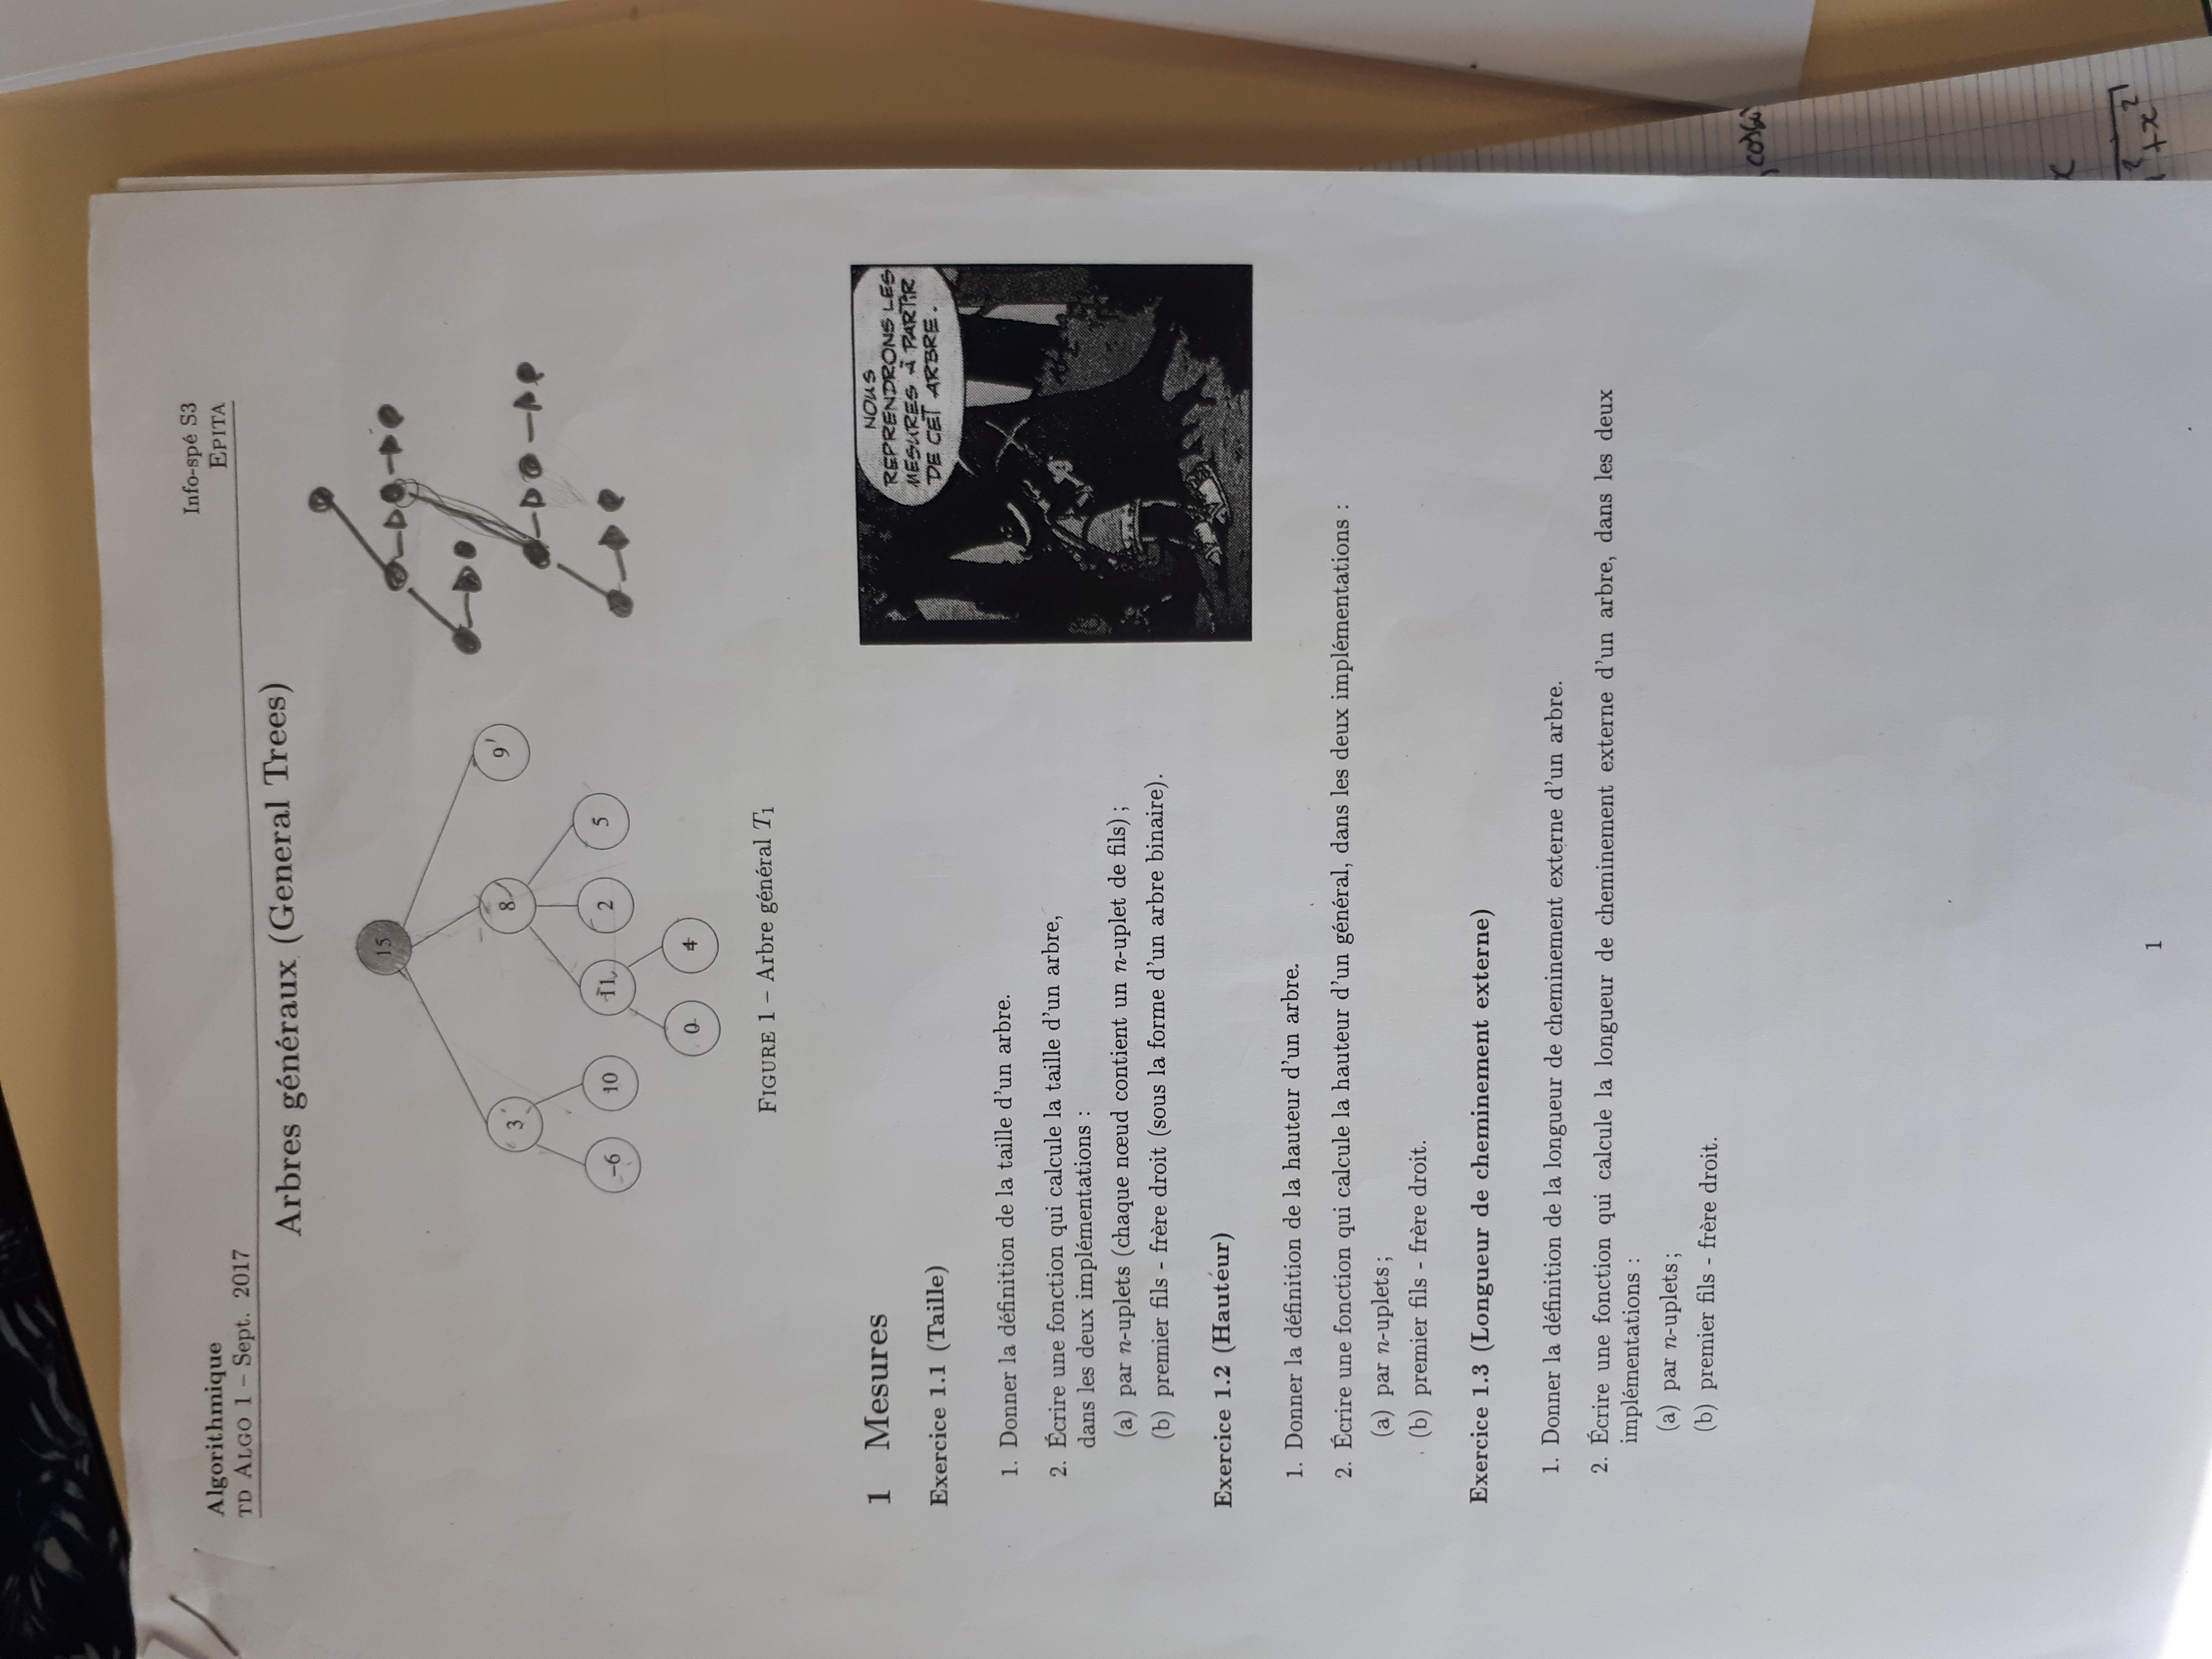 Algorithmique
Info-spé S3
TD ALGO 1 – Sept. 2017
EPITA
Arbres généraux (General Trees)
15
3
8
9
-6
10
11
2
5
0
4
FIGURE 1 – Arbre général T1
1 Mesures
NOUS
REPRENDRONS LES
MESURES À PARTIR
DE CET ARBRE.
Exercice 1.1 (Taille)
1. Donner la définition de la taille d'un arbre.
2. Écrire une fonction qui calcule la taille d'un arbre,
dans les deux implémentations :
(a) par n-uplets (chaque nœud contient un n-uplet de fils) ;
(b) premier fils - frère droit (sous la forme d'un arbre binaire).
Exercice 1.2 (Hauteur)
1. Donner la définition de la hauteur d'un arbre.
2. Écrire une fonction qui calcule la hauteur d'un général, dans les deux implémentations :
(a) par n-uplets ;
(b) premier fils - frère droit.
Exercice 1.3 (Longueur de cheminement externe)
1. Donner la définition de la longueur de cheminement externe d'un arbre.
2. Écrire une fonction qui calcule la longueur de cheminement externe d'un arbre, dans les deux
implémentations :
(a) par n-uplets ;
(b) premier fils - frère droit.
x
²+x²
1